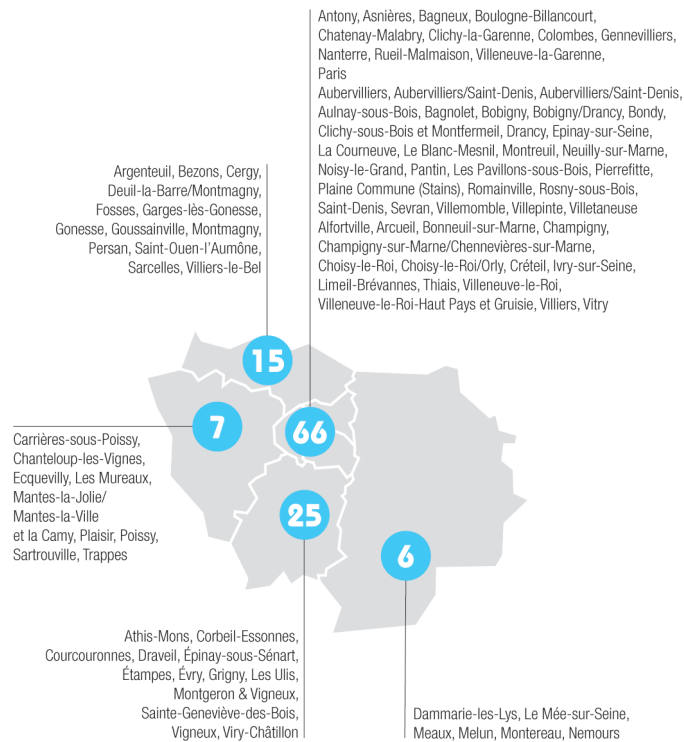 Antony, Asnières, Bagneux, Boulogne-Billancourt,
Chatenay-Malabry, Clichy-la-Garenne, Colombes, Gennevilliers,
Nanterre, Rueil-Malmaison, Villeneuve-la-Garenne,
Paris
Aubervilliers, Aubervilliers/Saint-Denis, Aubervilliers/Saint-Denis,
Aulnay-sous-Bois, Bagnolet, Bobigny, Bobigny/Drancy, Bondy,
Clichy-sous-Bois et Montfermeil, Drancy, Epinay-sur-Seine,
La Courneuve, Le Blanc-Mesnil, Montreuil, Neuilly-sur-Marne,
Noisy-le-Grand, Pantin, Les Pavillons-sous-Bois, Pierrefitte,
Plaine Commune (Stains), Romainville, Rosny-sous-Bois,
Saint-Denis, Sevran, Villemomble, Villepinte, Villetaneuse
Alfortville, Arcueil, Bonneuil-sur-Marne, Champigny,
Champigny-sur-Marne/Chennevières-sur-Marne,
Choisy-le-Roi, Choisy-le-Roi/Orly, Créteil, Ivry-sur-Seine,
Limeil-Brévannes, Thiais, Villeneuve-le-Roi,
Villeneuve-le-Roi-Haut Pays et Gruisie, Villiers, Vitry
Argenteuil, Bezons, Cergy,
Deuil-la-Barre/Montmagny,
Fosses, Garges-lès-Gonesse,
Gonesse, Goussainville, Montmagny,
Persan, Saint-Ouen-l'Aumône,
Sarcelles, Villiers-le-Bel
15
7
66
25
6
Carrières-sous-Poissy,
Chanteloup-les-Vignes,
Ecquevilly, Les Mureaux,
Mantes-la-Jolie/
Mantes-la-Ville
et la Camy, Plaisir, Poissy,
Sartrouville, Trappes
Athis-Mons, Corbeil-Essonnes,
Courcouronnes, Draveil, Épinay-sous-Sénart,
Étampes, Évry, Grigny, Les Ulis,
Montgeron & Vigneux,
Sainte-Geneviève-des-Bois,
Vigneux, Viry-Châtillon
Dammarie-les-Lys, Le Mée-sur-Seine,
Meaux, Melun, Montereau, Nemours